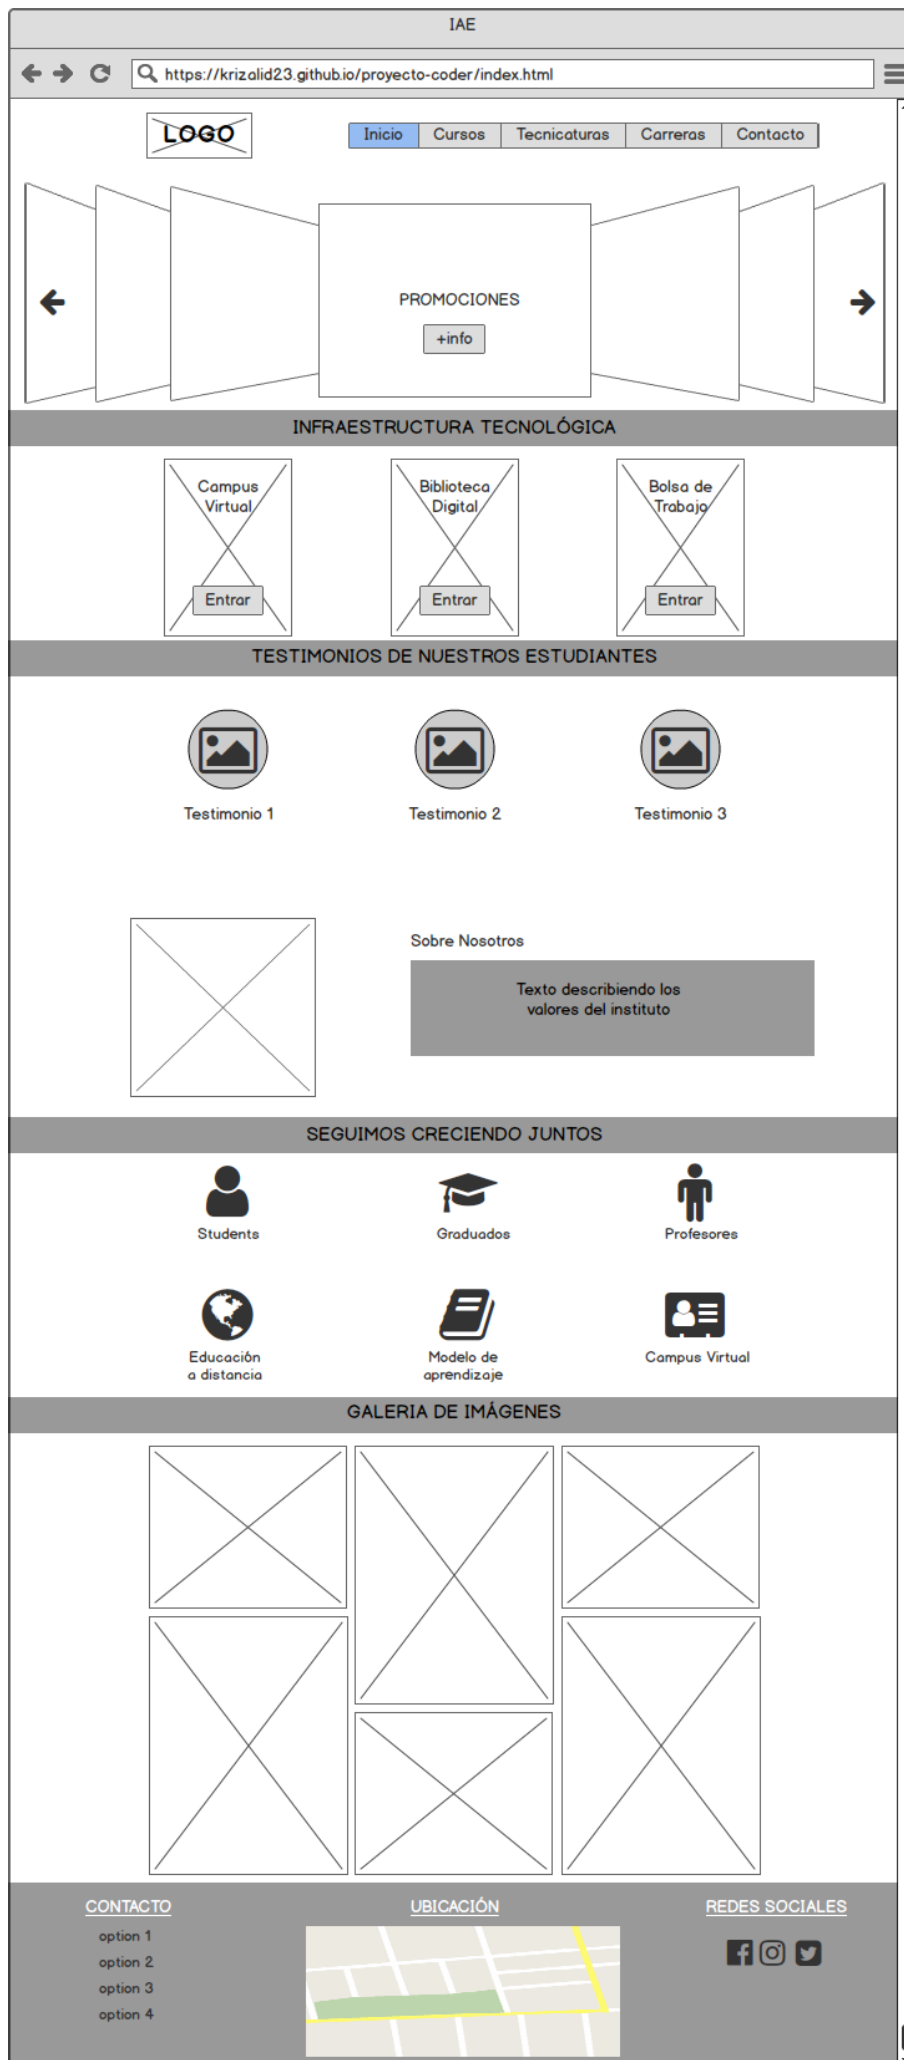 IAE
https://krizalid23.github.io/proyecto-coder/index.html
LOGO
Inicio Cursos Tecnicaturas Carreras Contacto
PROMOCIONES
+info
INFRAESTRUCTURA TECNOLÓGICA
Campus
Virtual
Entrar
Biblioteca
Digital
Entrar
Bolsa de
Trabajo
Entrar
TESTIMONIOS DE NUESTROS ESTUDIANTES
Testimonio 1
Testimonio 2
Testimonio 3
Sobre Nosotros
Texto describiendo los
valores del instituto
SEGUIMOS CRECIENDO JUNTOS
Students
Graduados
Profesores
Educación
a distancia
Modelo de
aprendizaje
Campus Virtual
GALERIA DE IMÁGENES
CONTACTO
option 1
option 2
option 3
option 4
UBICACIÓN
REDES SOCIALES